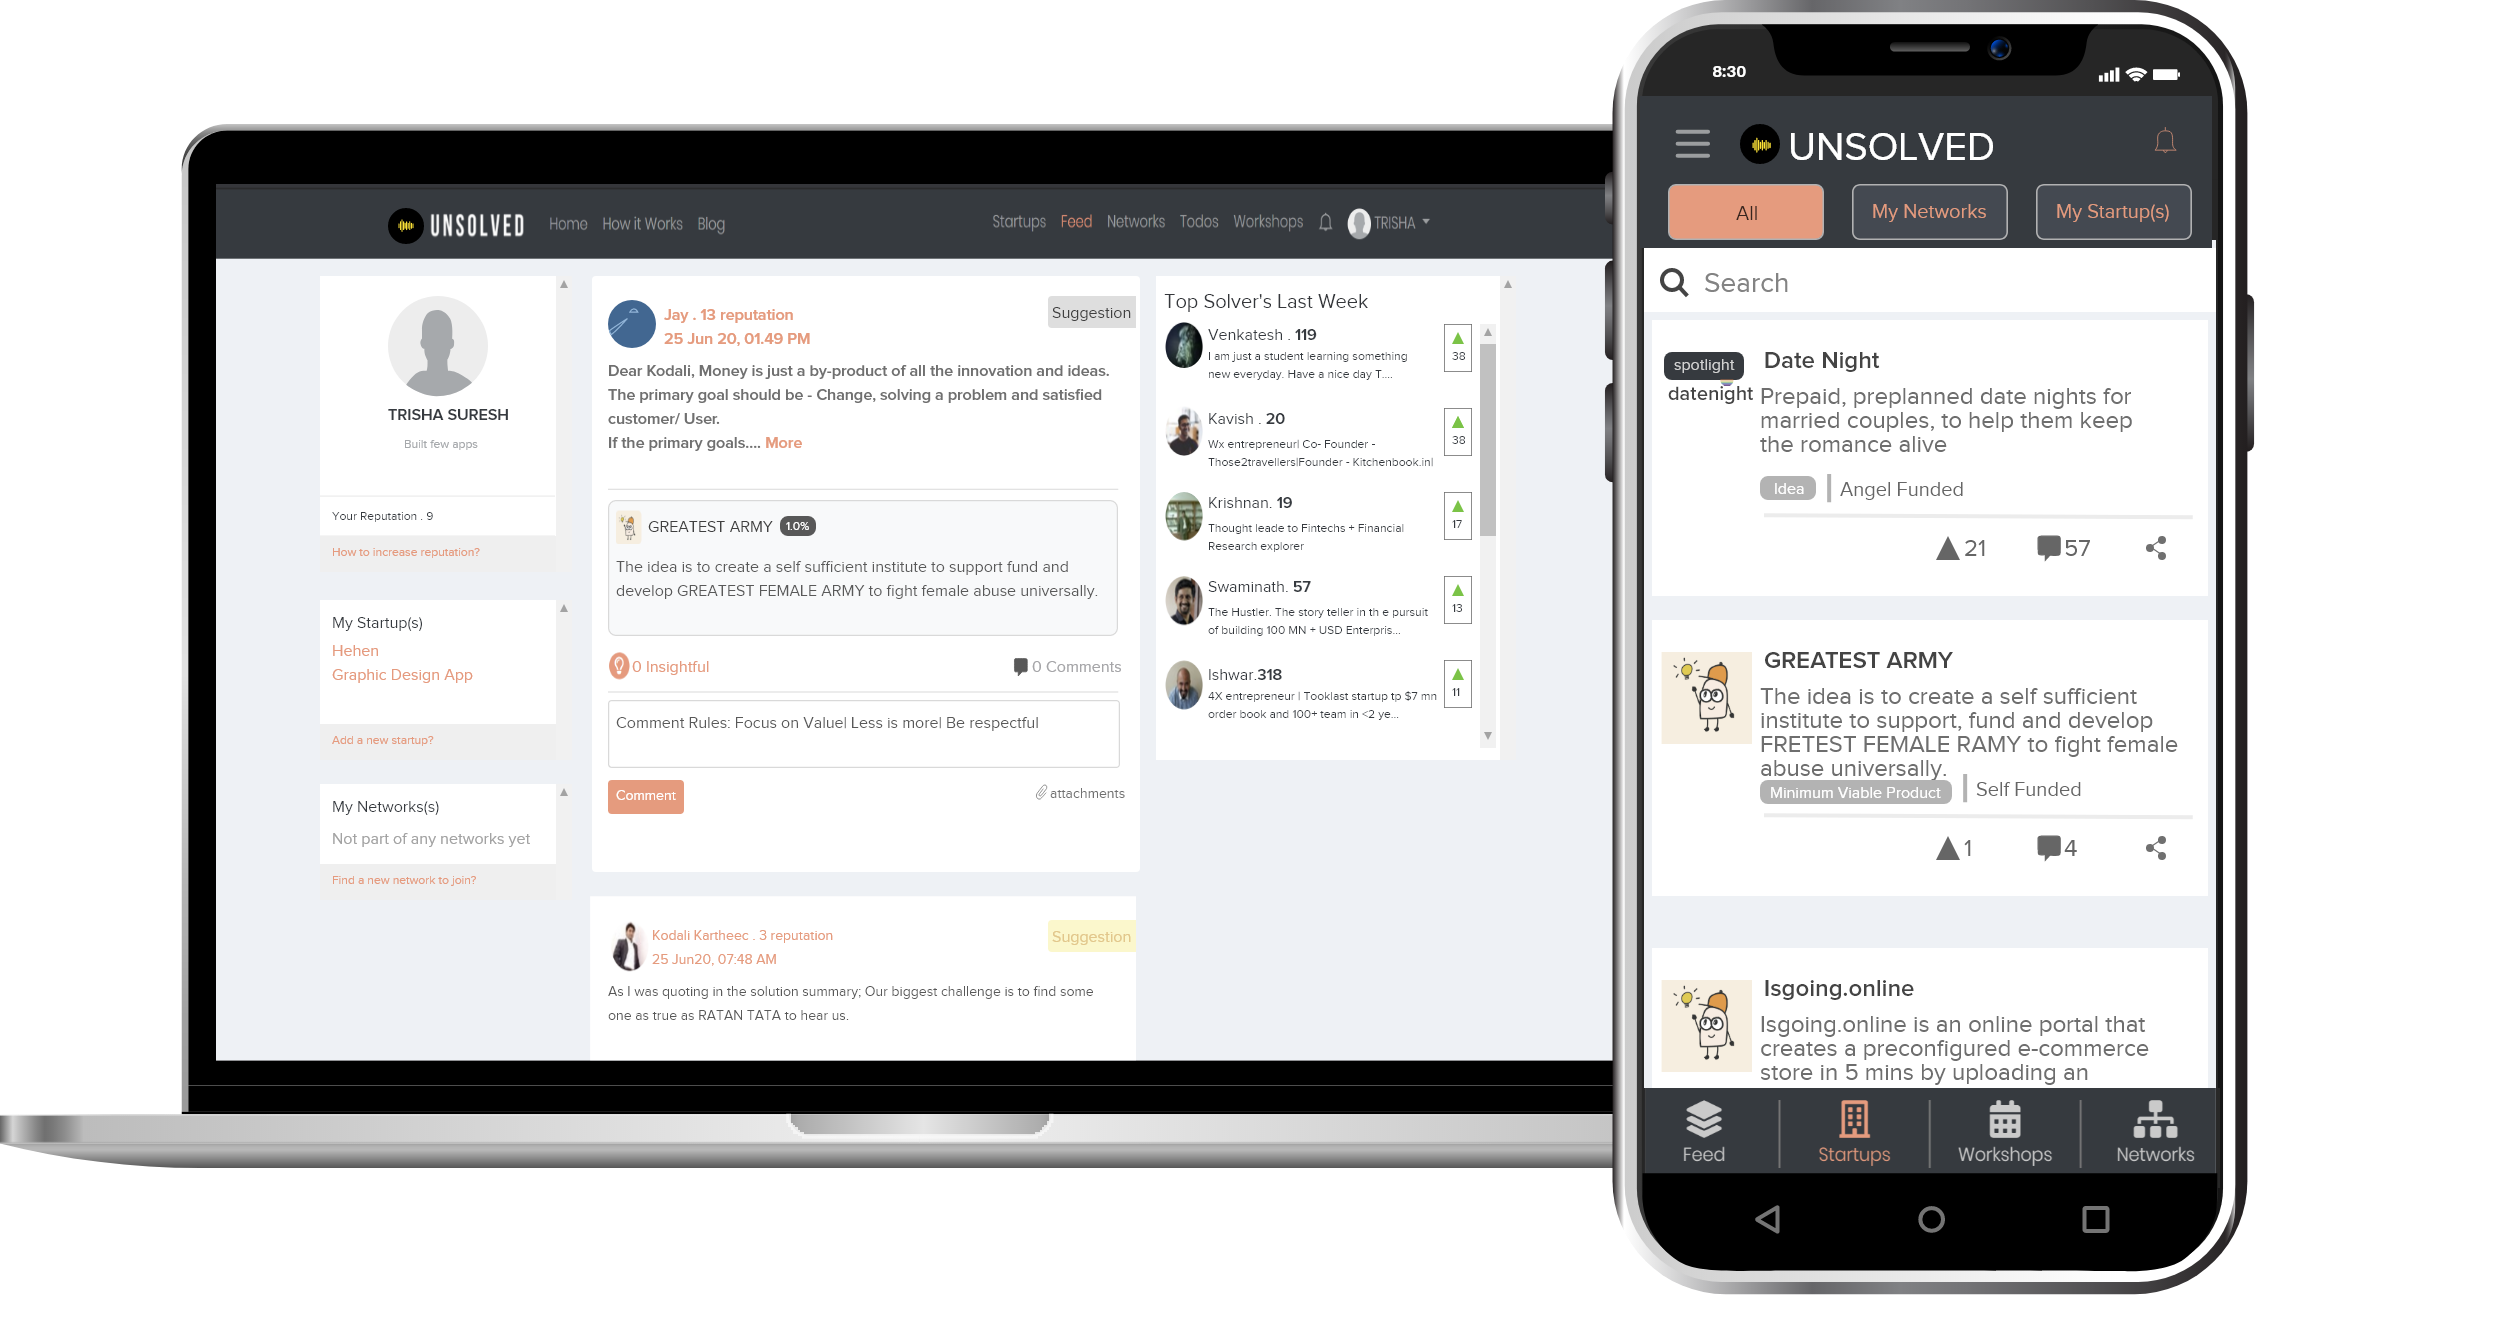 UNSOLVED
Home How it Works Blog
Startups Feed Networks Todos Workshops TRISHA
TRISHA SURESH
Built few apps
Your Reputation . 9
How to increase reputation?
My Startup(s)
Hehen
Graphic Design App
Add a new startup?
My Networks(s)
Not part of any networks yet
Find a new network to join?
Jay . 13 reputation
25 Jun 20, 01.49 PM
Suggestion
Dear Kodali, Money is just a by-product of all the innovation and ideas.
The primary goal should be - Change, solving a problem and satisfied
customer/ User.
If the primary goals.... More
GREATEST ARMY 1.0%
The idea is to create a self sufficient institute to support fund and
develop GREATEST FEMALE ARMY to fight female abuse universally.
0 Insightful
0 Comments
Comment Rules: Focus on Value| Less is more| Be respectful
Comment
attachments
Kodali Kartheec . 3 reputation
25 Jun20, 07:48 AM
Suggestion
As I was quoting in the solution summary; Our biggest challenge is to find some
one as true as RATAN TATA to hear us.
Top Solver's Last Week
Venkatesh . 119
I am just a student learning something
new everyday. Have a nice day T....
38
Kavish . 20
Wx entrepreneur| Co- Founder -
Those2travellers|Founder - Kitchenbook.in|
38
Krishnan. 19
Thought leade to Fintechs + Financial
Research explorer
17
Swaminath. 57
The Hustler. The story teller in th e pursuit
of building 100 MN + USD Enterpris...
13
Ishwar.318
4X entrepreneur | Tooklast startup tp $7 mn
order book and 100+ team in <2 ye...
11
8:30
UNSOLVED
All
My Networks
My Startup(s)
Search
spotlight
datenight
Date Night
Prepaid, preplanned date nights for
married couples, to help them keep
the romance alive
Idea
Angel Funded
21
57
GREATEST ARMY
The idea is to create a self sufficient
institute to support, fund and develop
FRETEST FEMALE RAMY to fight female
abuse universally.
Minimum Viable Product
Self Funded
1
4
Isgoing.online
Isgoing.online is an online portal that
creates a preconfigured e-commerce
store in 5 mins by uploading an
Feed
Startups
Workshops
Networks